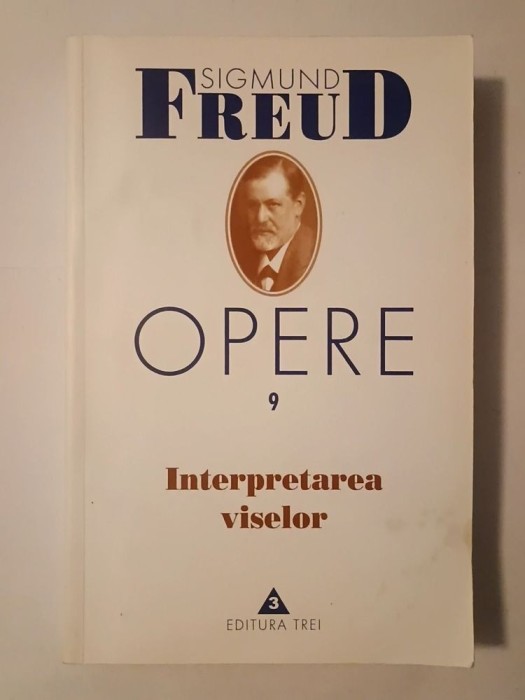 SIGMUND
FREUD
OPERE
9
Interpretarea
viselor
3
EDITURA TREI